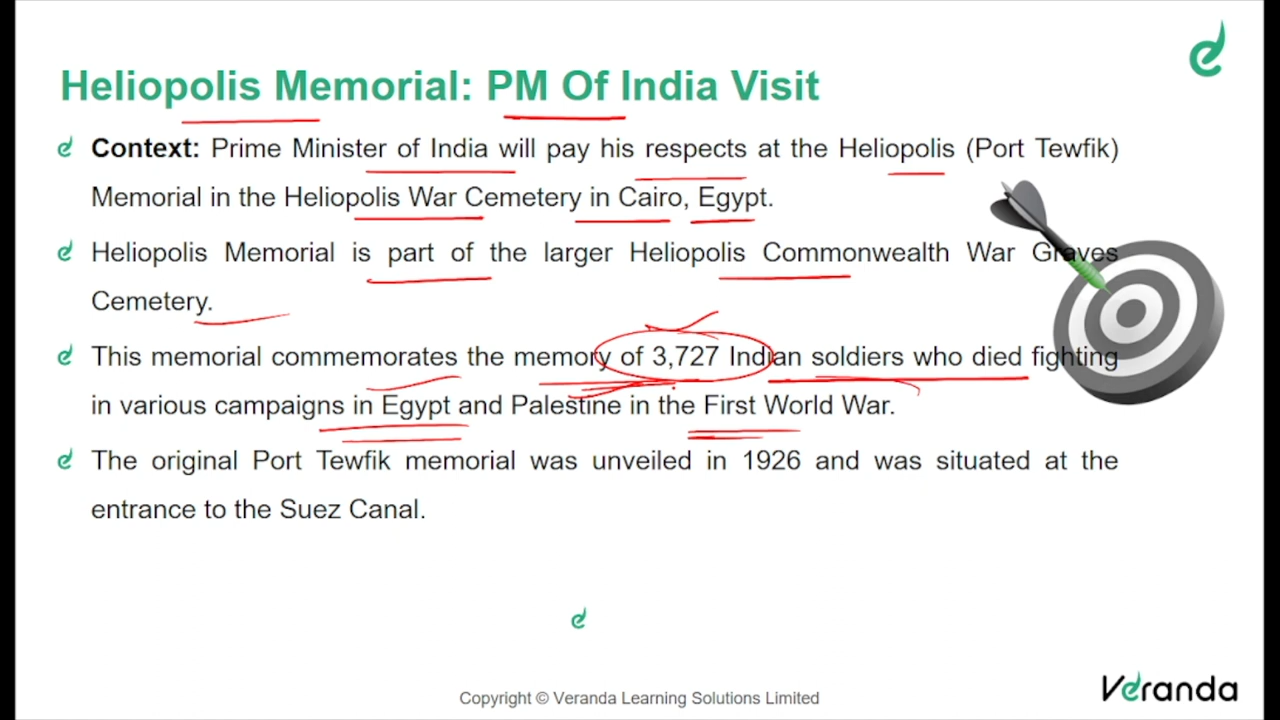 Heliopolis Memorial: PM Of India Visit
Context: Prime Minister of India will pay his respects at the Heliopolis (Port Tewfik)
Memorial in the Heliopolis War Cemetery in Cairo, Egypt.
Heliopolis Memorial is part of the larger Heliopolis Commonwealth War Graves
Cemetery.
This memorial commemorates the memory of 3,727 Indian soldiers who died fighting
in various campaigns in Egypt and Palestine in the First World War.
The original Port Tewfik memorial was unveiled in 1926 and was situated at the
entrance to the Suez Canal.
Copyright © Veranda Learning Solutions Limited
Veranda